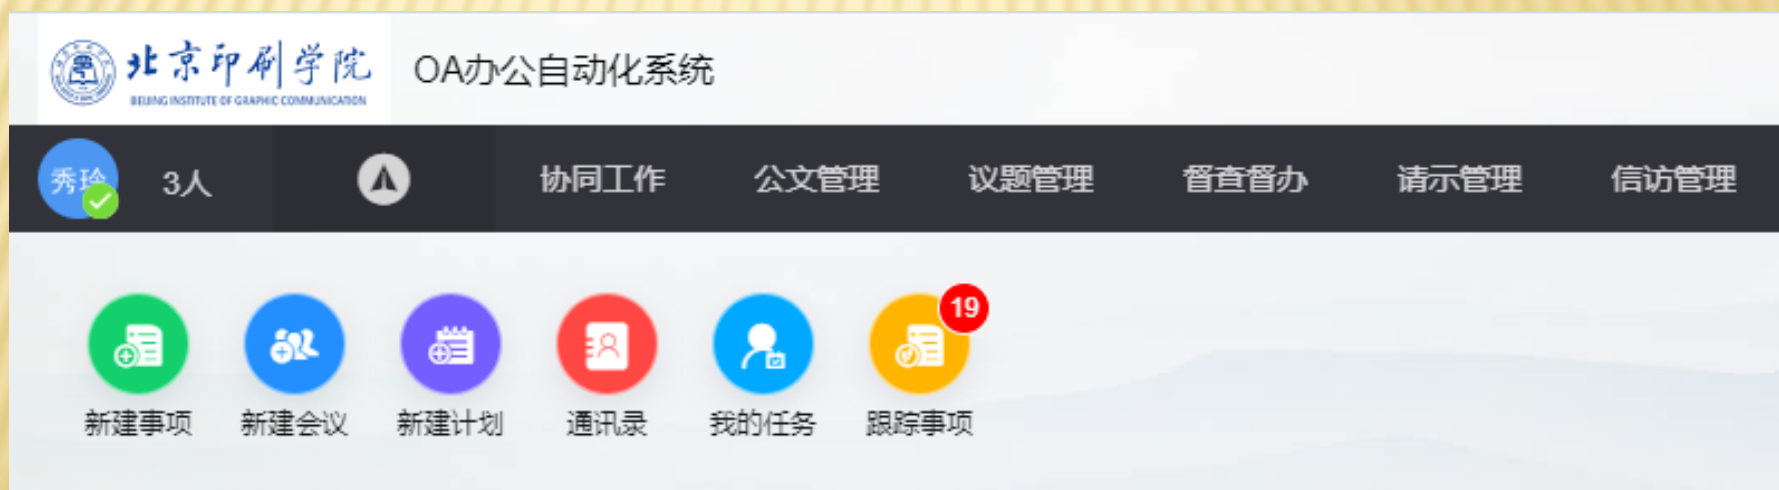 北京印刷学院 OA办公自动化系统
BEIJING INSTITUTE OF GRAPHIC COMMUNICATION
秀玲 3人 协同工作 公文管理 议题管理 督查督办 请示管理 信访管理
19
新建事项 新建会议 新建计划 通讯录 我的任务 跟踪事项